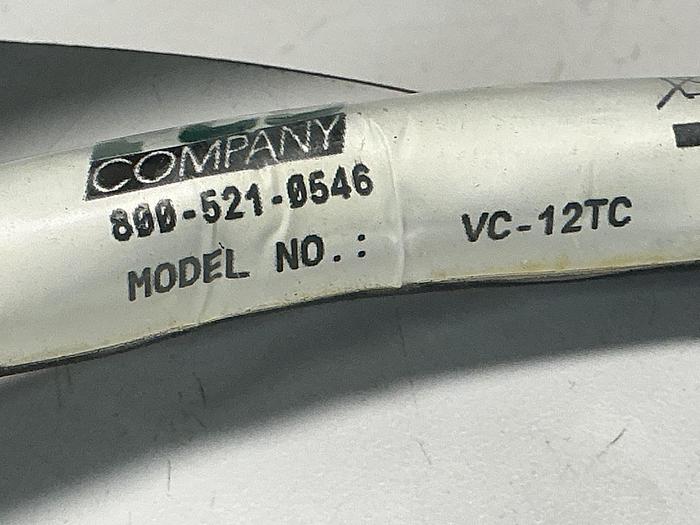 COMPANY
800-521-0546
MODEL NO.: VC-12TC